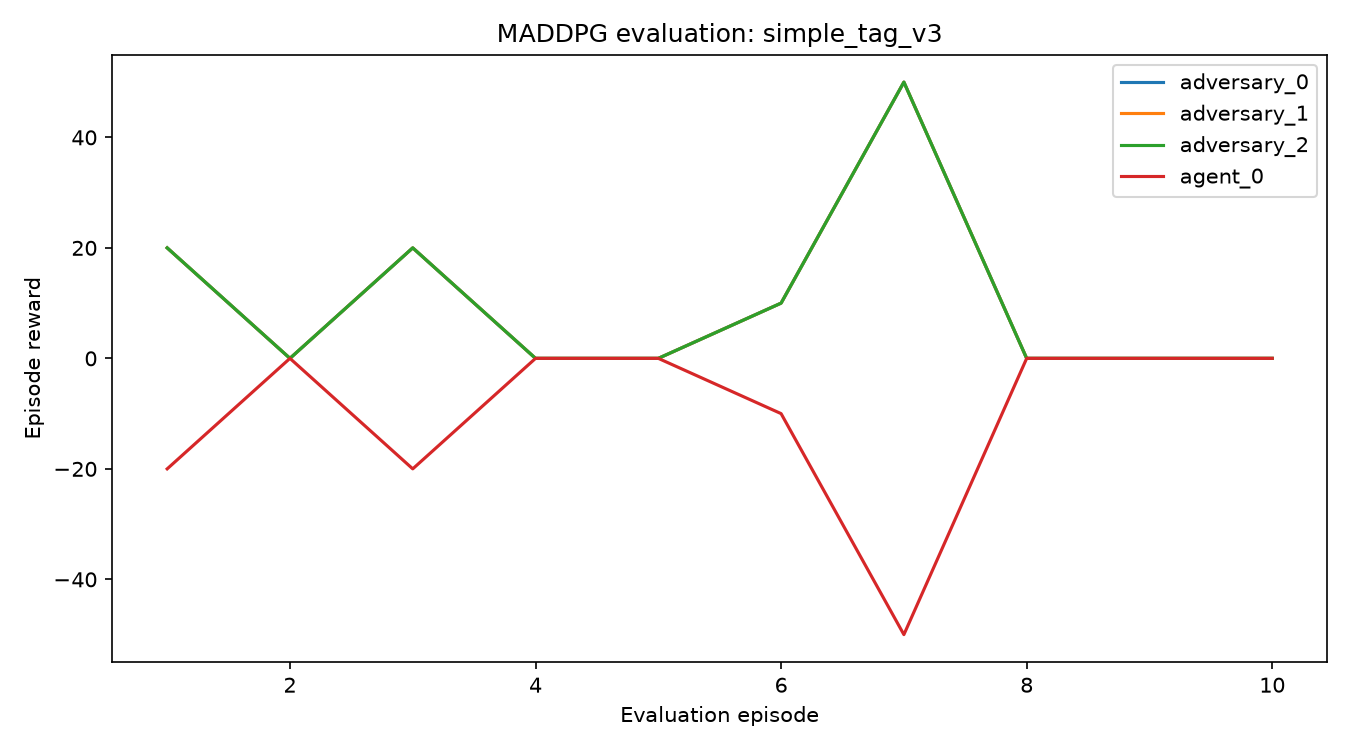 MADDPG evaluation: simple_tag_v3
adversary_0
adversary_1
adversary_2
agent_0
40
20
0
−20
−40
Episode reward
2
4
6
8
10
Evaluation episode